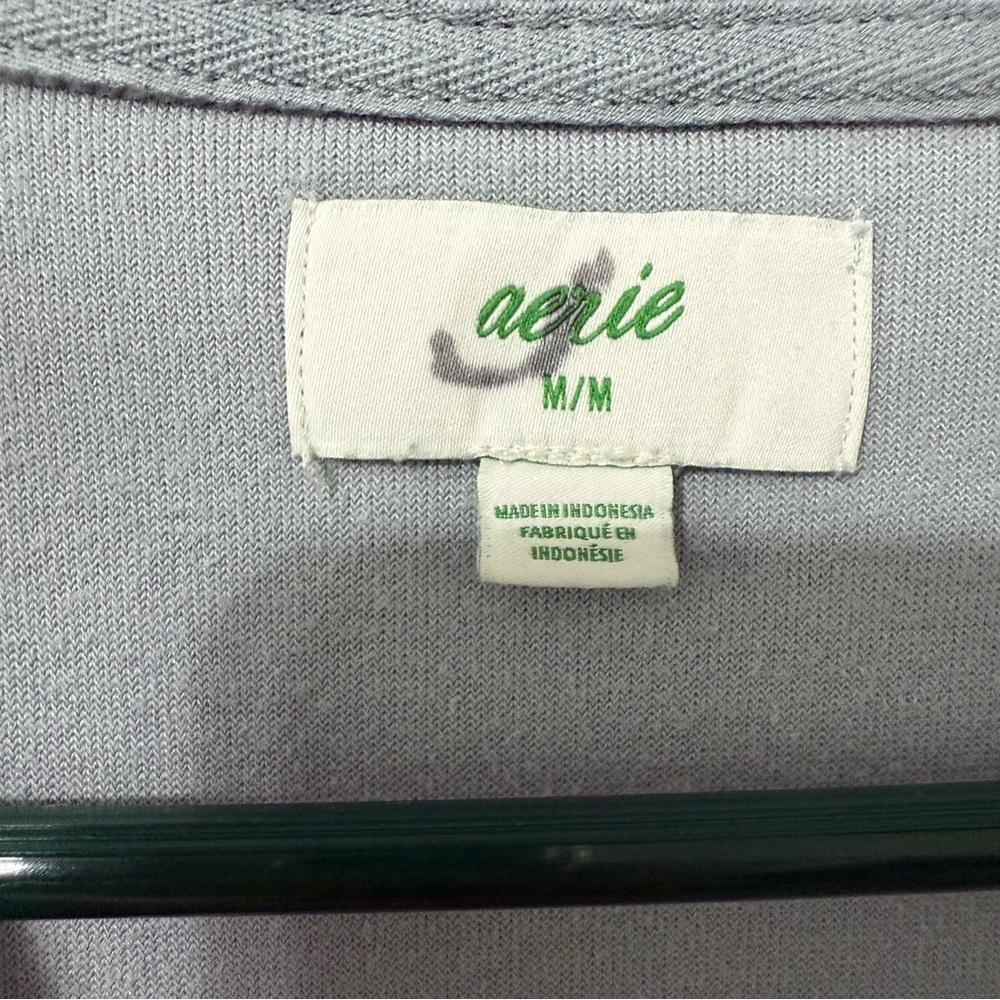 aerie
J
M/M
MADE IN INDONESIA
FABRIQUÉ EN
INDONÉSIE